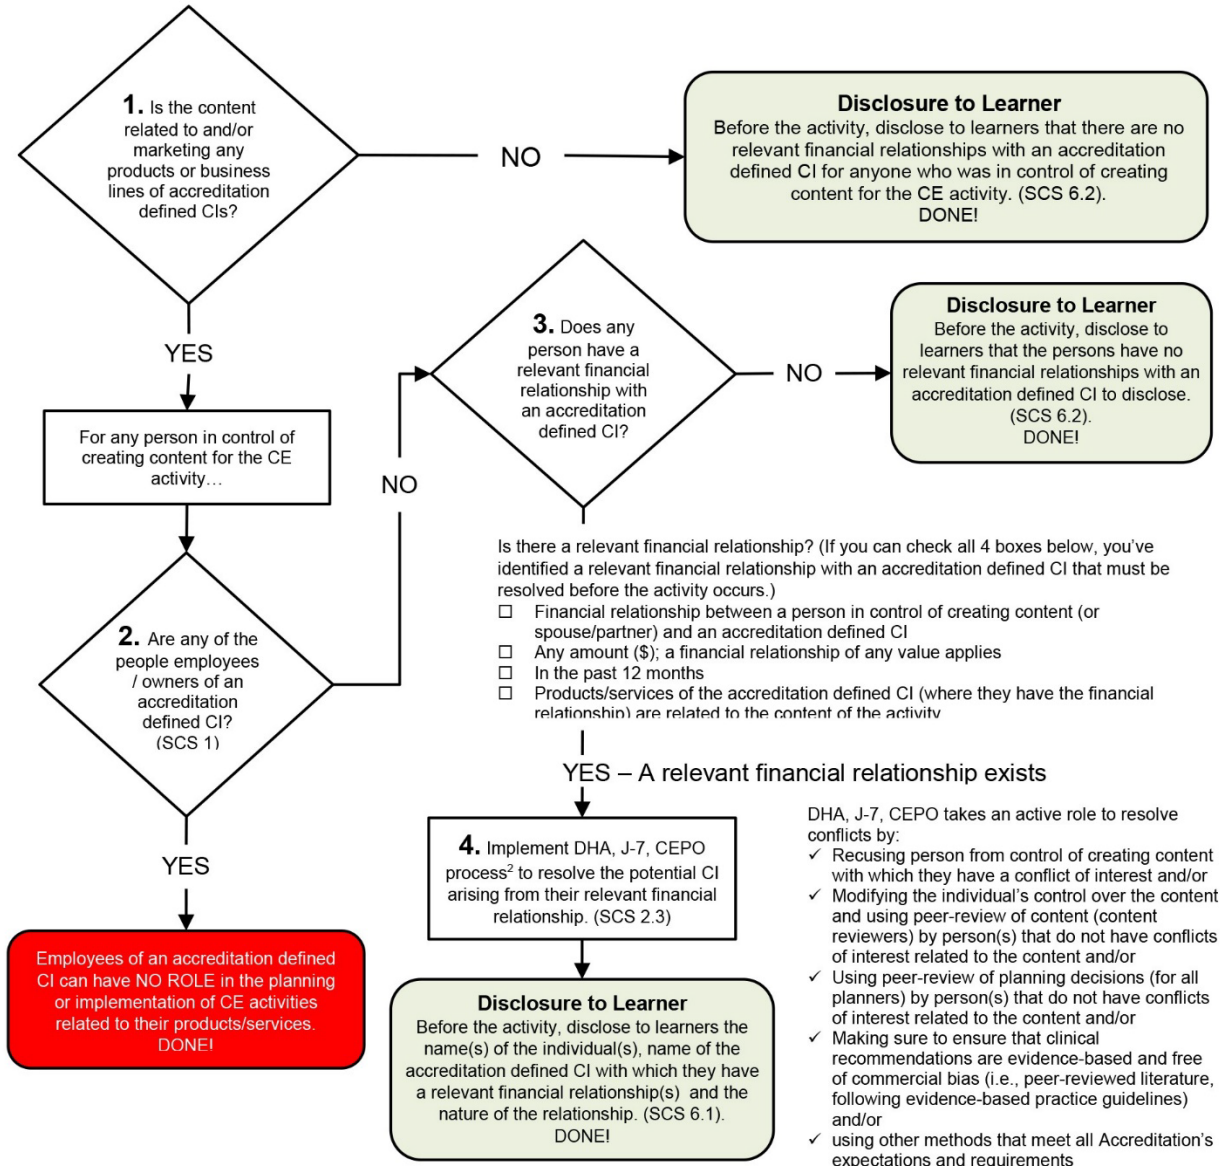 1. Is the content
related to and/or
marketing any
products or business
lines of accreditation
defined CIs?
NO
Disclosure to Learner
Before the activity, disclose to learners that there are no
relevant financial relationships with an accreditation
defined CI for anyone who was in control of creating
content for the CE activity. (SCS 6.2).
DONE!
YES
For any person in control of
creating content for the CE
activity…
2. Are any of the
people employees
/ owners of an
accreditation
defined CI?
(SCS 1)
NO
YES
Employees of an accreditation defined
CI can have NO ROLE in the planning
or implementation of CE activities
related to their products/services.
DONE!
3. Does any
person have a
relevant financial
relationship with
an accreditation
defined CI?
NO
Disclosure to Learner
Before the activity, disclose to
learners that the persons have no
relevant financial relationships with an
accreditation defined CI to disclose.
(SCS 6.2).
DONE!
Is there a relevant financial relationship? (If you can check all 4 boxes below, you’ve
identified a relevant financial relationship with an accreditation defined CI that must be
resolved before the activity occurs.)
☐ Financial relationship between a person in control of creating content (or
spouse/partner) and an accreditation defined CI
☐ Any amount ($); a financial relationship of any value applies
☐ In the past 12 months
☐ Products/services of the accreditation defined CI (where they have the financial
relationship) are related to the content of the activity
YES – A relevant financial relationship exists
4. Implement DHA, J-7, CEPO
process² to resolve the potential CI
arising from their relevant financial
relationship. (SCS 2.3)
Disclosure to Learner
Before the activity, disclose to learners the
name(s) of the individual(s), name of the
accreditation defined CI with which they have
a relevant financial relationship(s) and the
nature of the relationship. (SCS 6.1).
DONE!
DHA, J-7, CEPO takes an active role to resolve
conflicts by:
✓ Recusing person from control of creating content
with which they have a conflict of interest and/or
✓ Modifying the individual’s control over the content
and using peer-review of content (content
reviewers) by person(s) that do not have conflicts
of interest related to the content and/or
✓ Using peer-review of planning decisions (for all
planners) by person(s) that do not have conflicts
of interest related to the content and/or
✓ Making sure to ensure that clinical
recommendations are evidence-based and free
of commercial bias (i.e., peer-reviewed literature,
following evidence-based practice guidelines)
and/or
✓ using other methods that meet all Accreditation’s
expectations and requirements